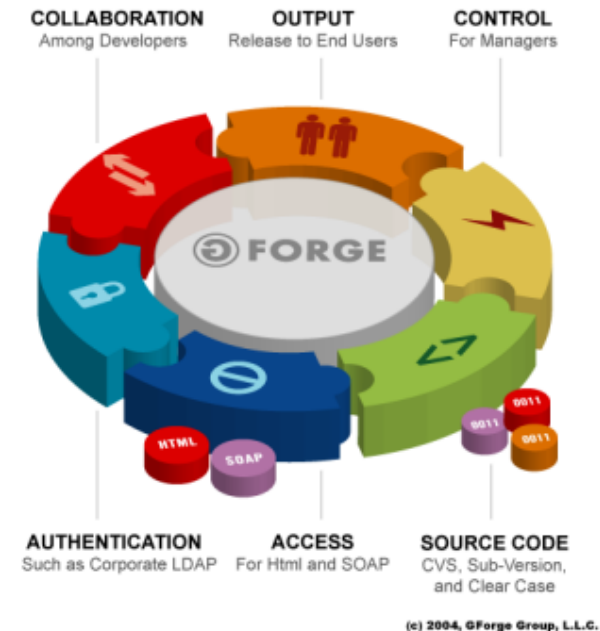 COLLABORATION
Among Developers
OUTPUT
Release to End Users
CONTROL
For Managers
G FORGE
HTML
SOAP
0011
0011
0011
AUTHENTICATION
Such as Corporate LDAP
ACCESS
For Html and SOAP
SOURCE CODE
CVS, Sub-Version,
and Clear Case
(c) 2004, GForge Group, L.L.C.